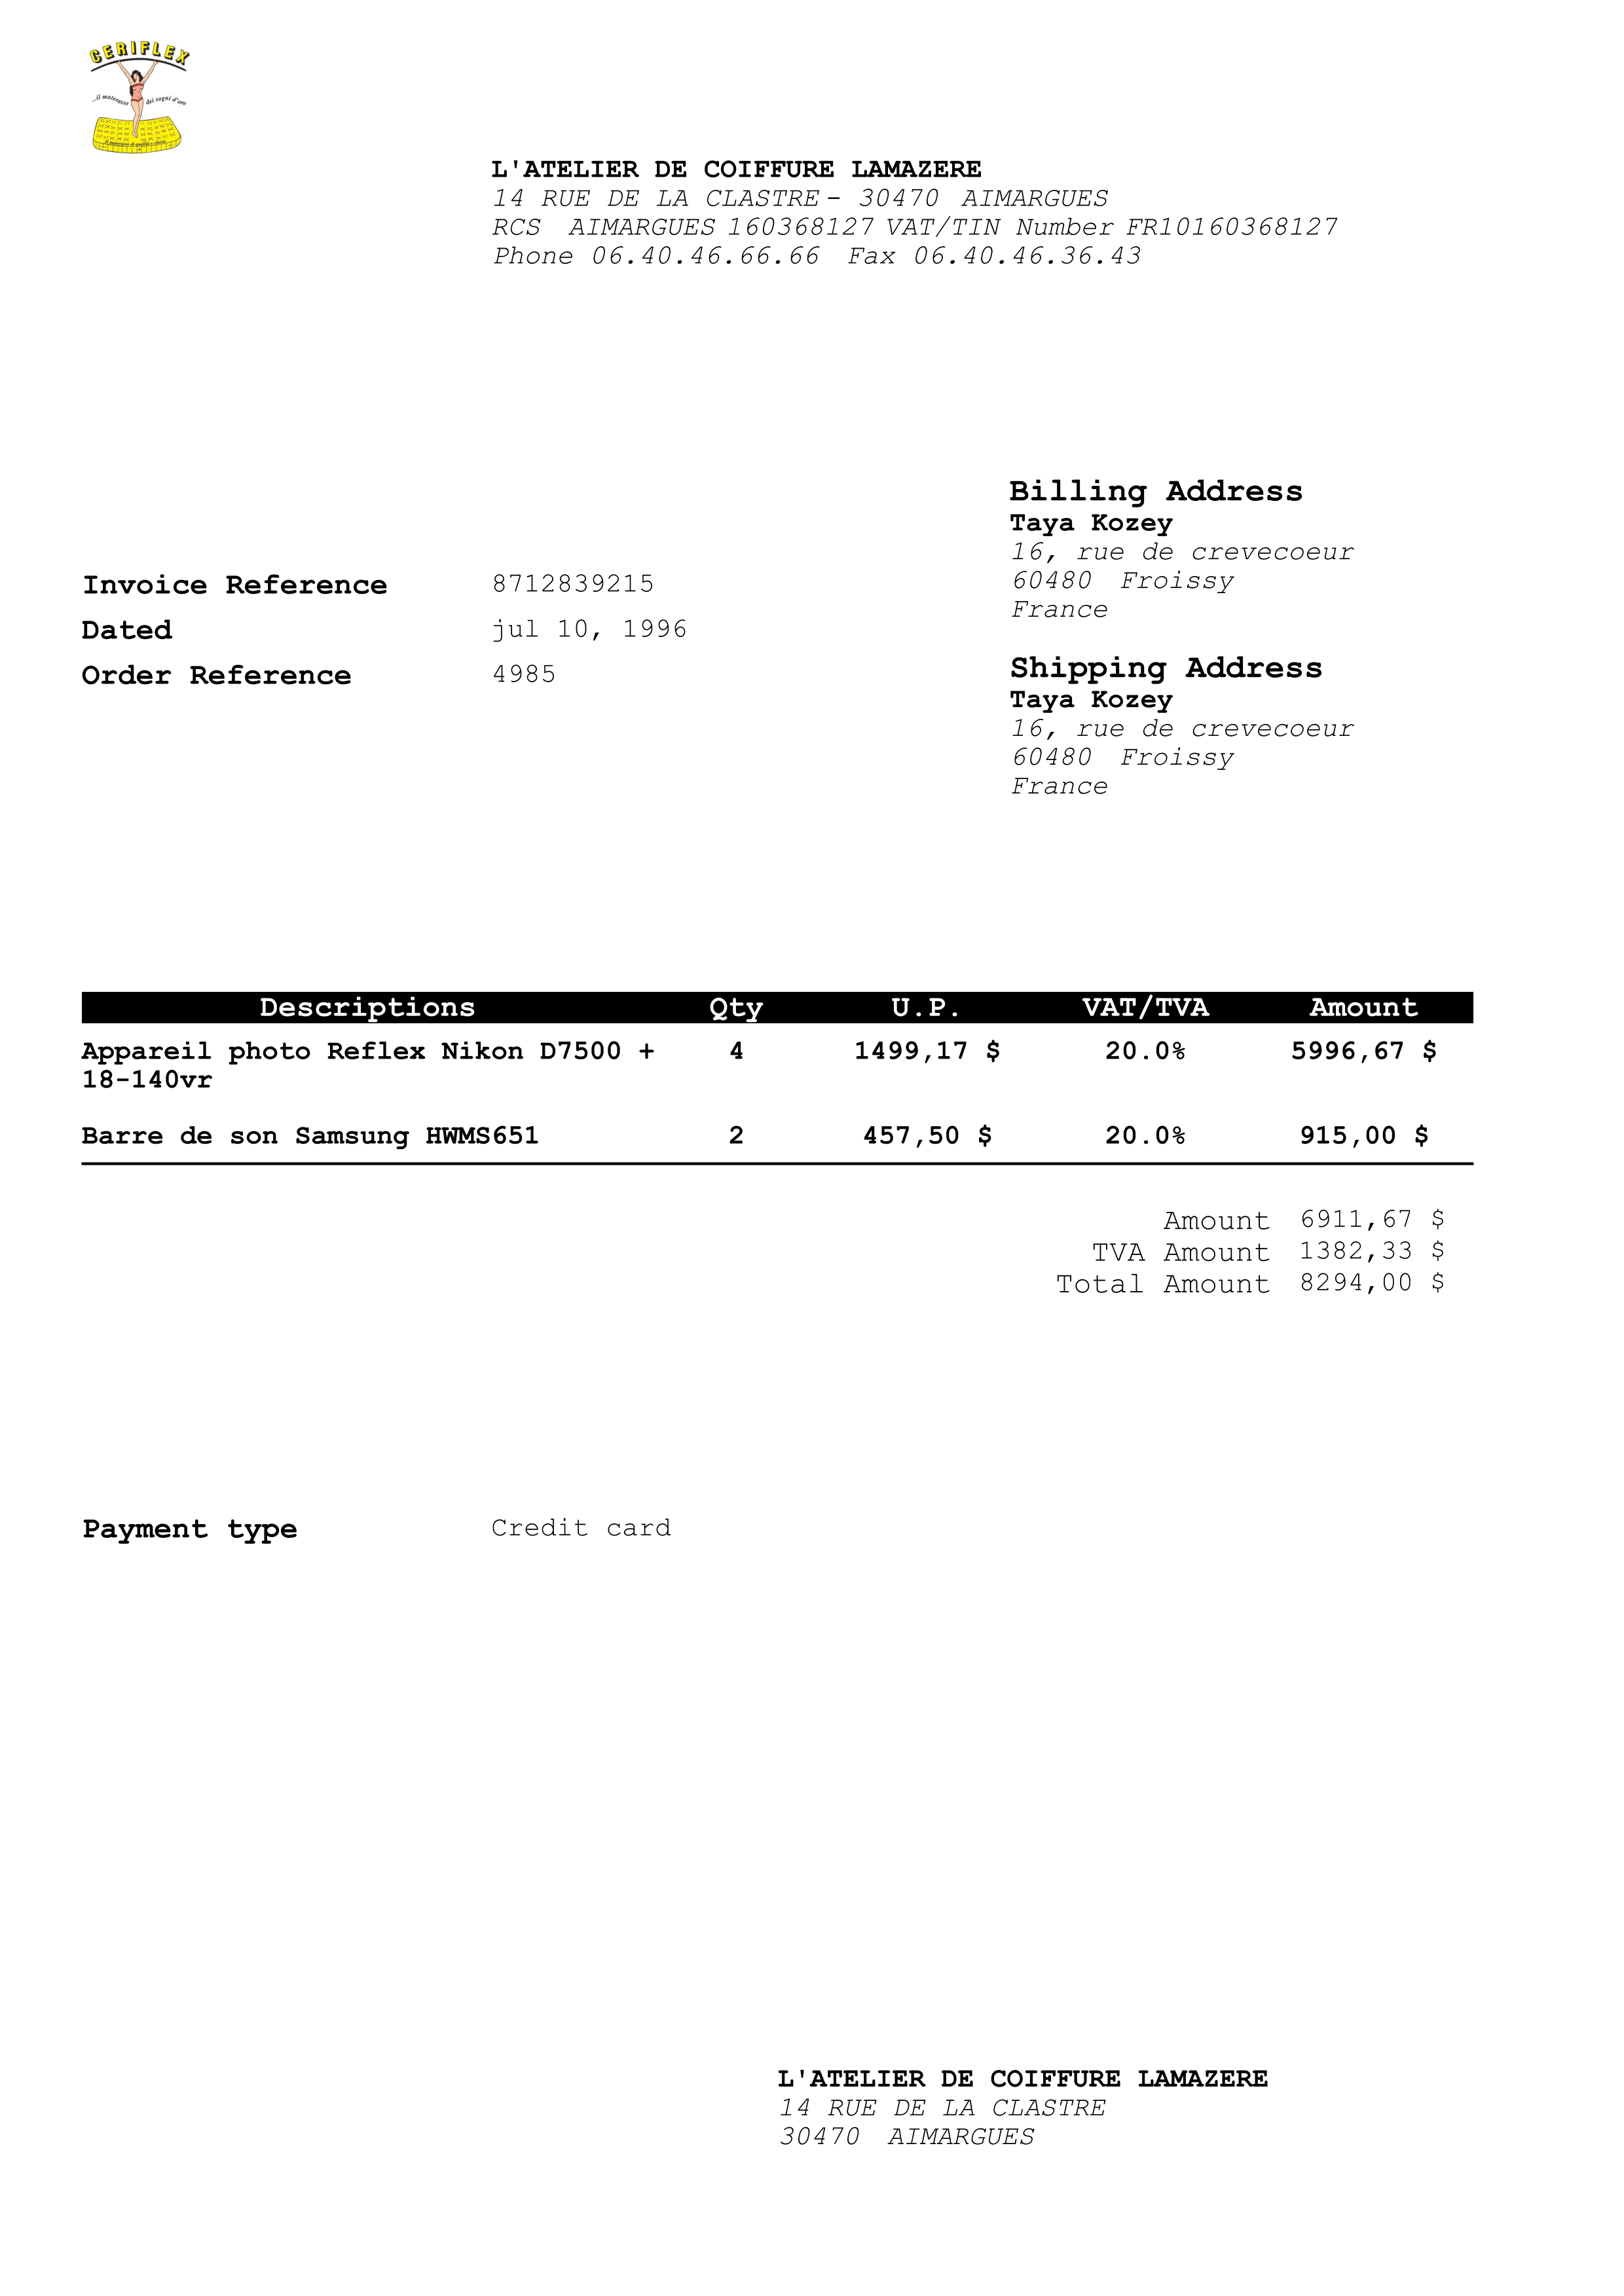 CERIFLEX
...il materasso dei sogni d'oro
L'ATELIER DE COIFFURE LAMAZERE
14 RUE DE LA CLASTRE - 30470 AIMARGUES
RCS AIMARGUES 160368127 VAT/TIN Number FR10160368127
Phone 06.40.46.66.66 Fax 06.40.46.36.43
Billing Address
Taya Kozey
16, rue de crevecoeur
60480 Froissy
France
Invoice Reference 8712839215
Dated jul 10, 1996
Order Reference 4985
Shipping Address
Taya Kozey
16, rue de crevecoeur
60480 Froissy
France
Descriptions Qty U.P. VAT/TVA Amount
Appareil photo Reflex Nikon D7500 + 4 1499,17 $ 20.0% 5996,67 $
18-140vr
Barre de son Samsung HWMS651 2 457,50 $ 20.0% 915,00 $
Amount 6911,67 $
TVA Amount 1382,33 $
Total Amount 8294,00 $
Payment type Credit card
L'ATELIER DE COIFFURE LAMAZERE
14 RUE DE LA CLASTRE
30470 AIMARGUES